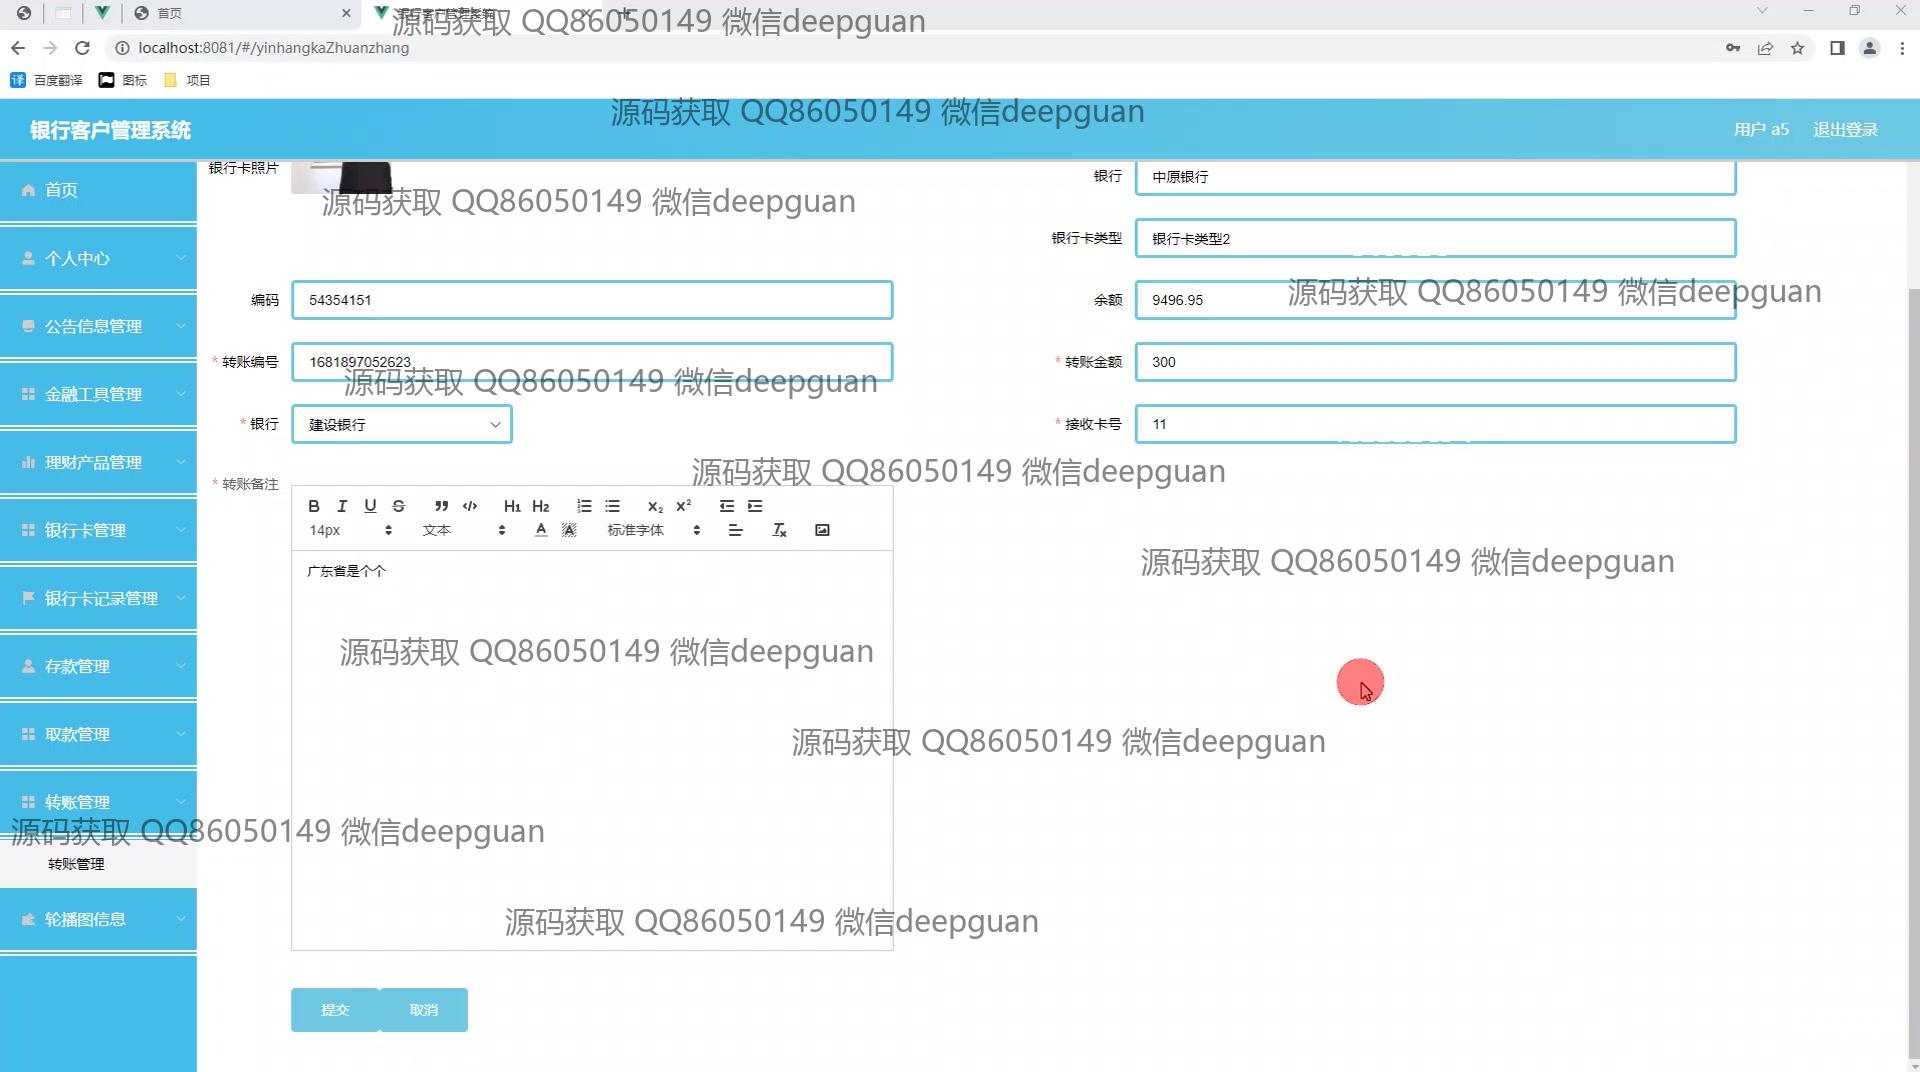 首页
银行客户管理系统
源码获取 QQ86050149 微信deepguan
localhost:8081/#/yinhangkaZhuanzhang
百度翻译 图标 项目
源码获取 QQ86050149 微信deepguan
银行客户管理系统
用户 a5 退出登录
首页
个人中心
公告信息管理
金融工具管理
理财产品管理
银行卡管理
银行卡记录管理
存款管理
取款管理
转账管理
转账管理
轮播图信息
银行卡照片
银行 中原银行
源码获取 QQ86050149 微信deepguan
银行卡类型 银行卡类型2
编码 54354151
余额 9496.95
源码获取 QQ86050149 微信deepguan
* 转账编号 1681897052623
* 转账金额 300
源码获取 QQ86050149 微信deepguan
* 银行 建设银行
* 接收卡号 11
源码获取 QQ86050149 微信deepguan
* 转账备注
B I U S H1 H2 x2 x2
14px 文本 A A 标准字体
广东省是个个
源码获取 QQ86050149 微信deepguan
源码获取 QQ86050149 微信deepguan
源码获取 QQ86050149 微信deepguan
源码获取 QQ86050149 微信deepguan
源码获取 QQ86050149 微信deepguan
提交 取消